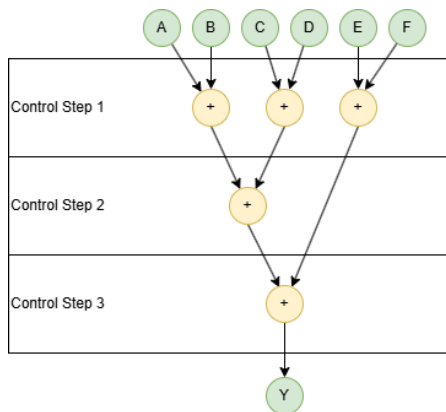 A B C D E F
Control Step 1
+ + +
Control Step 2
+
Control Step 3
+
Y